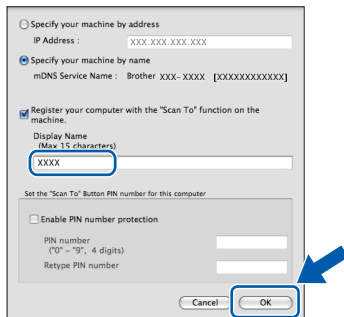 Specify your machine by address
IP Address : XXX.XXX.XXX.XXX
Specify your machine by name
mDNS Service Name : Brother XXX-XXXX [XXXXXXXXXXXX]
Register your computer with the "Scan To" function on the
machine.
Display Name
(Max 15 characters)
XXXX
Set the "Scan To" Button PIN number for this computer
Enable PIN number protection
PIN number
("0" – "9", 4 digits)
Retype PIN number
Cancel OK